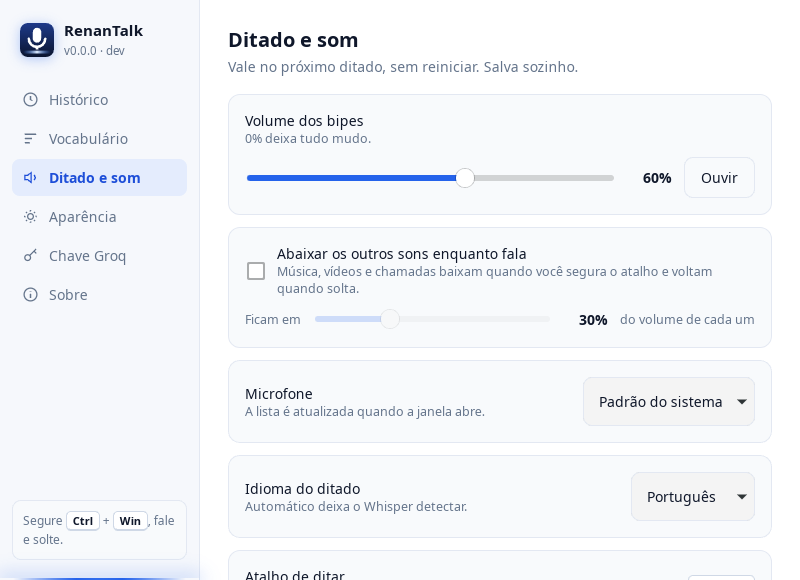 RenanTalk
v0.0.0 · dev
Histórico
Vocabulário
Ditado e som
Aparência
Chave Groq
Sobre
Segure Ctrl + Win, fale
e solte.
Ditado e som
Vale no próximo ditado, sem reiniciar. Salva sozinho.
Volume dos bipes
0% deixa tudo mudo.
60% Ouvir
Abaixar os outros sons enquanto fala
Música, vídeos e chamadas baixam quando você segura o atalho e voltam
quando solta.
Ficam em 30% do volume de cada um
Microfone
A lista é atualizada quando a janela abre.
Padrão do sistema
Idioma do ditado
Automático deixa o Whisper detectar.
Português
Atalho de ditar